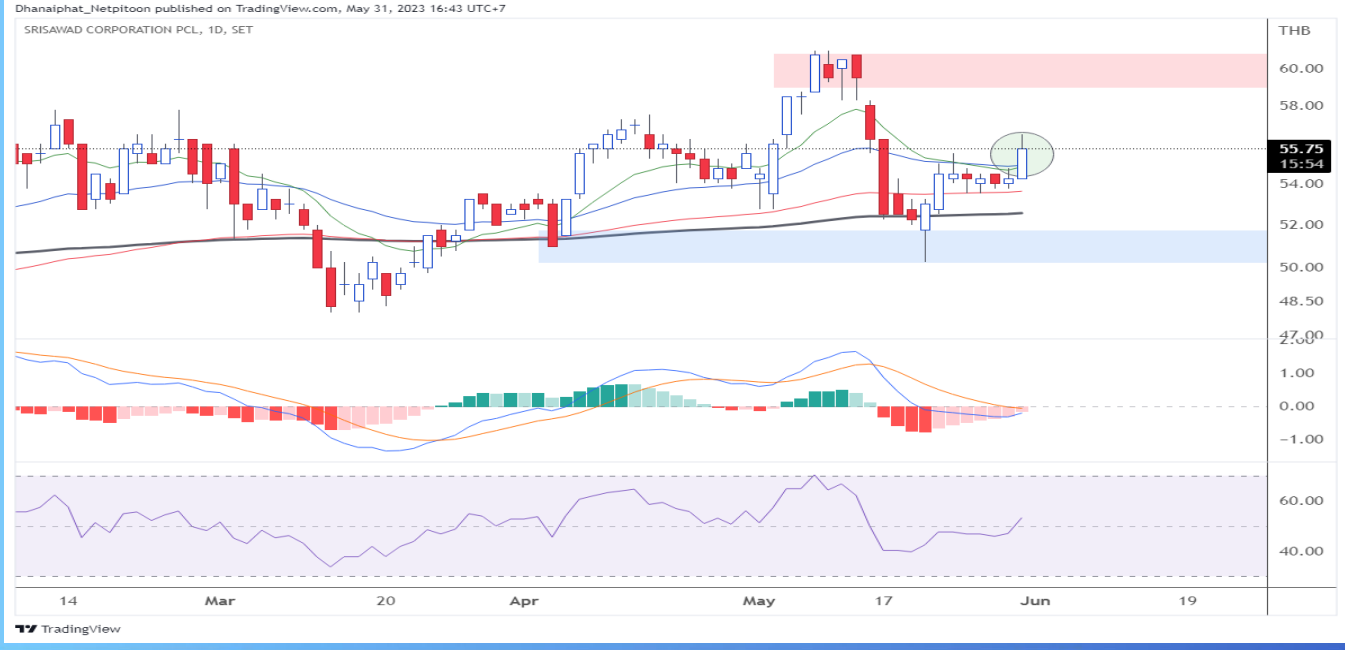 Dhanaiphat_Netpitoon published on TradingView.com, May 31, 2023 16:43 UTC+7
SRISAWAD CORPORATION PCL, 1D, SET
THB
60.00
58.00
55.75
15:54
54.00
52.00
50.00
48.50
47.00
1.00
0.00
−1.00
60.00
40.00
14 Mar 20 Apr May 17 Jun 19
TradingView